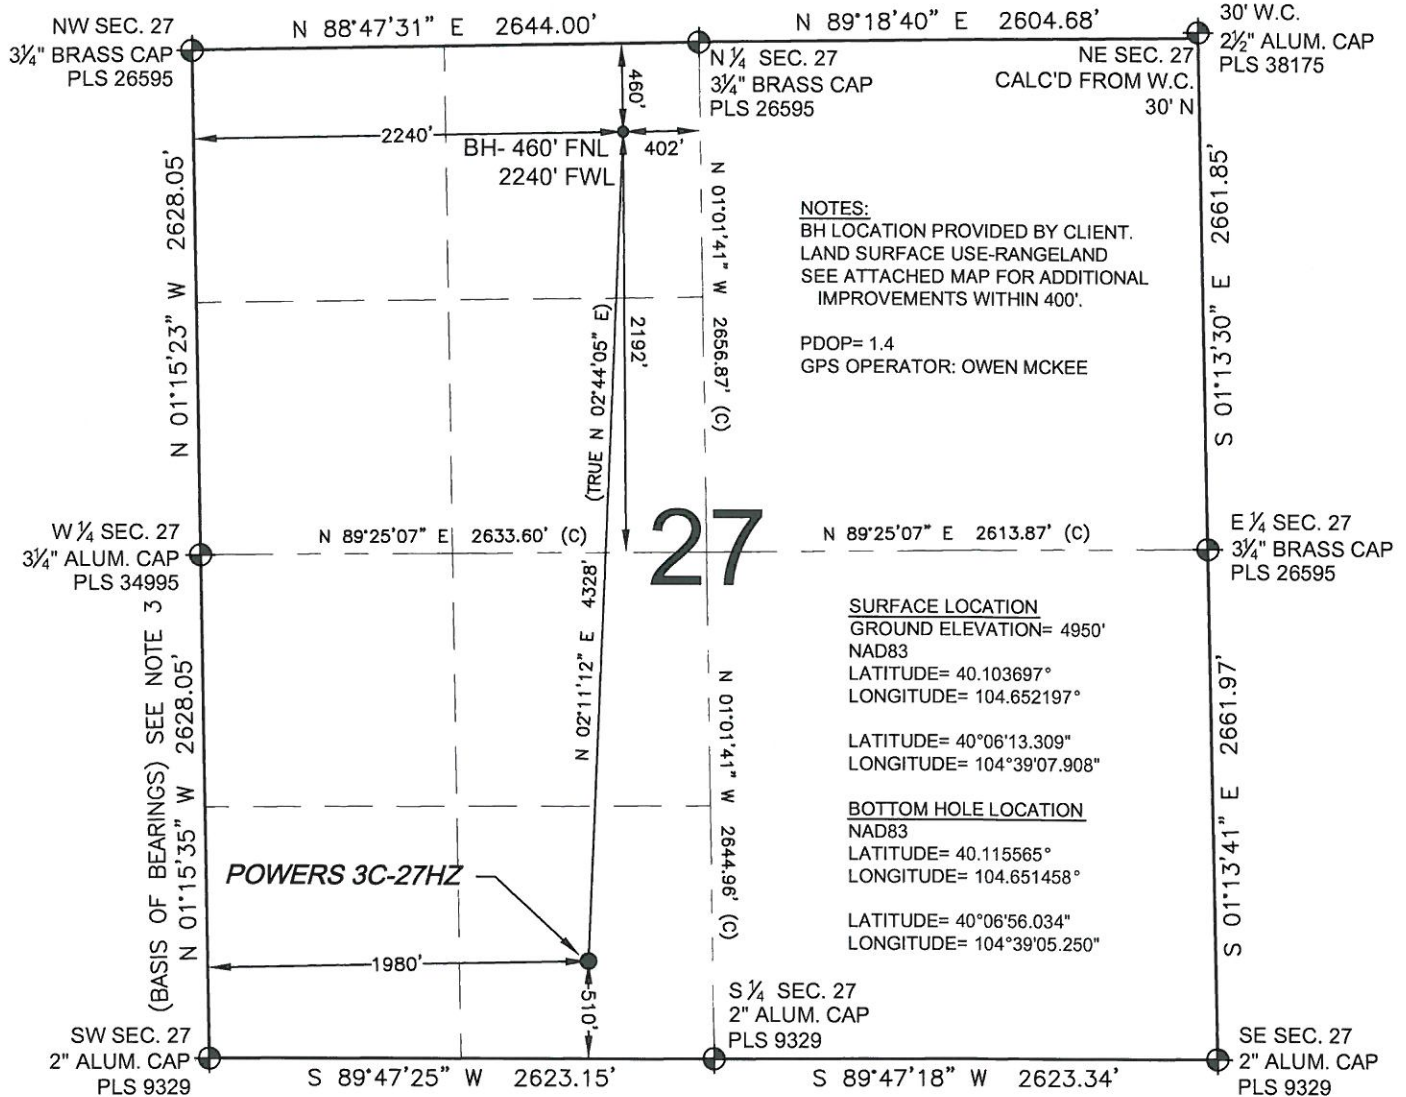 N 88°47'31" E 2644.00'
N 89°18'40" E 2604.68'
NW SEC. 27
3¼" BRASS CAP
PLS 26595
N ¼ SEC. 27
3¼" BRASS CAP
PLS 26595
NE SEC. 27
CALC'D FROM W.C.
30' N
30' W.C.
2½" ALUM. CAP
PLS 38175
460'
2240'
402'
BH- 460' FNL
2240' FWL
N 01°15'23" W 2628.05'
N 01°01'41" W 2656.87' (C)
S 01°13'30" E 2661.85'
NOTES:
BH LOCATION PROVIDED BY CLIENT.
LAND SURFACE USE-RANGELAND
SEE ATTACHED MAP FOR ADDITIONAL
IMPROVEMENTS WITHIN 400'.
PDOP= 1.4
GPS OPERATOR: OWEN MCKEE
(TRUE N 02°44'05" E)
2192'
W ¼ SEC. 27
3¼" ALUM. CAP
PLS 34995
N 89°25'07" E 2633.60' (C)
27
N 89°25'07" E 2613.87' (C)
E ¼ SEC. 27
3¼" BRASS CAP
PLS 26595
N 02°11'12" E 4328'
(BASIS OF BEARINGS) SEE NOTE 3
N 01°15'35" W 2628.05'
N 01°01'41" W 2644.96' (C)
S 01°13'41" E 2661.97'
SURFACE LOCATION
GROUND ELEVATION= 4950'
NAD83
LATITUDE= 40.103697°
LONGITUDE= 104.652197°
LATITUDE= 40°06'13.309"
LONGITUDE= 104°39'07.908"
BOTTOM HOLE LOCATION
NAD83
LATITUDE= 40.115565°
LONGITUDE= 104.651458°
LATITUDE= 40°06'56.034"
LONGITUDE= 104°39'05.250"
POWERS 3C-27HZ
1980'
510'
SW SEC. 27
2" ALUM. CAP
PLS 9329
S ¼ SEC. 27
2" ALUM. CAP
PLS 9329
SE SEC. 27
2" ALUM. CAP
PLS 9329
S 89°47'25" W 2623.15'
S 89°47'18" W 2623.34'